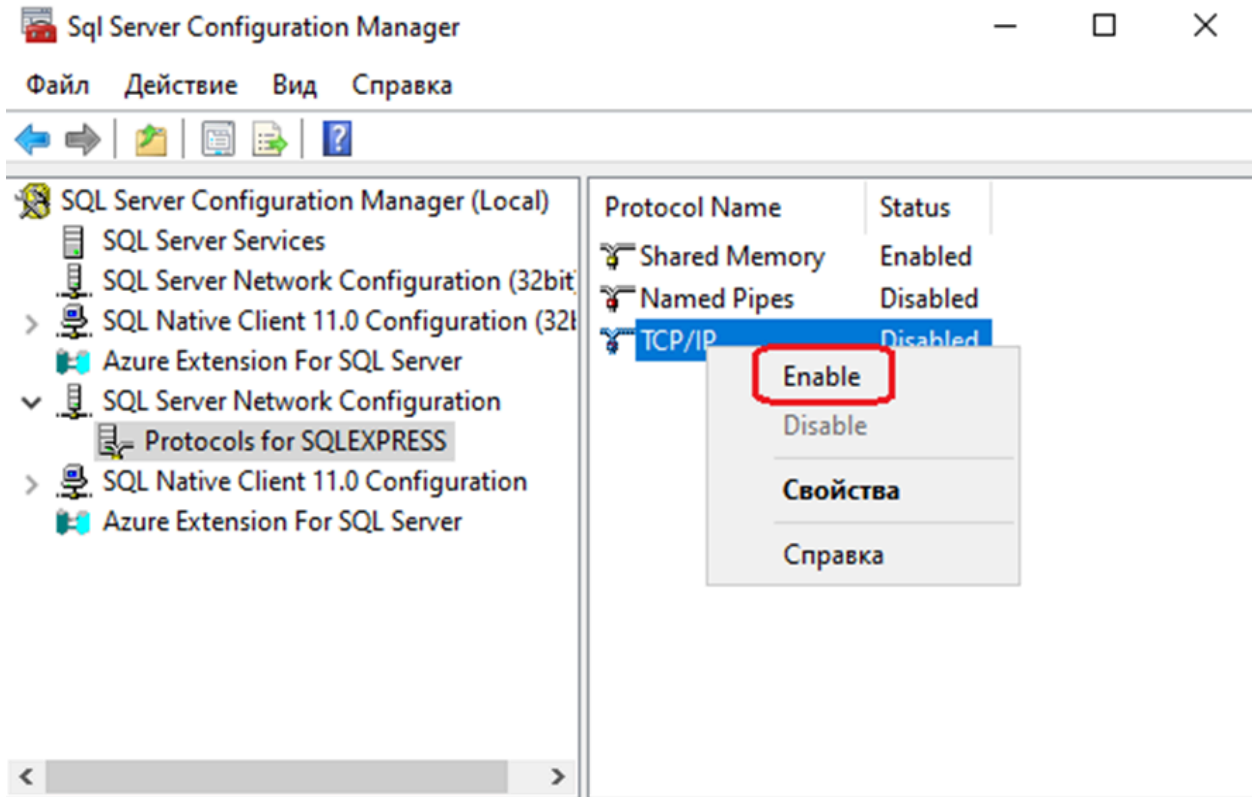 Sql Server Configuration Manager
Файл Действие Вид Справка
SQL Server Configuration Manager (Local)
SQL Server Services
SQL Server Network Configuration (32bit
SQL Native Client 11.0 Configuration (32b
Azure Extension For SQL Server
SQL Server Network Configuration
Protocols for SQLEXPRESS
SQL Native Client 11.0 Configuration
Azure Extension For SQL Server
Protocol Name Status
Shared Memory Enabled
Named Pipes Disabled
TCP/IP Disabled
Enable
Disable
Свойства
Справка